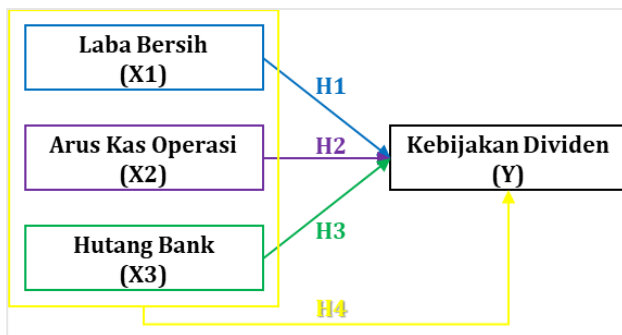 Laba Bersih
(X1)
H1
Arus Kas Operasi
(X2)
H2
Kebijakan Dividen
(Y)
Hutang Bank
(X3)
H3
H4